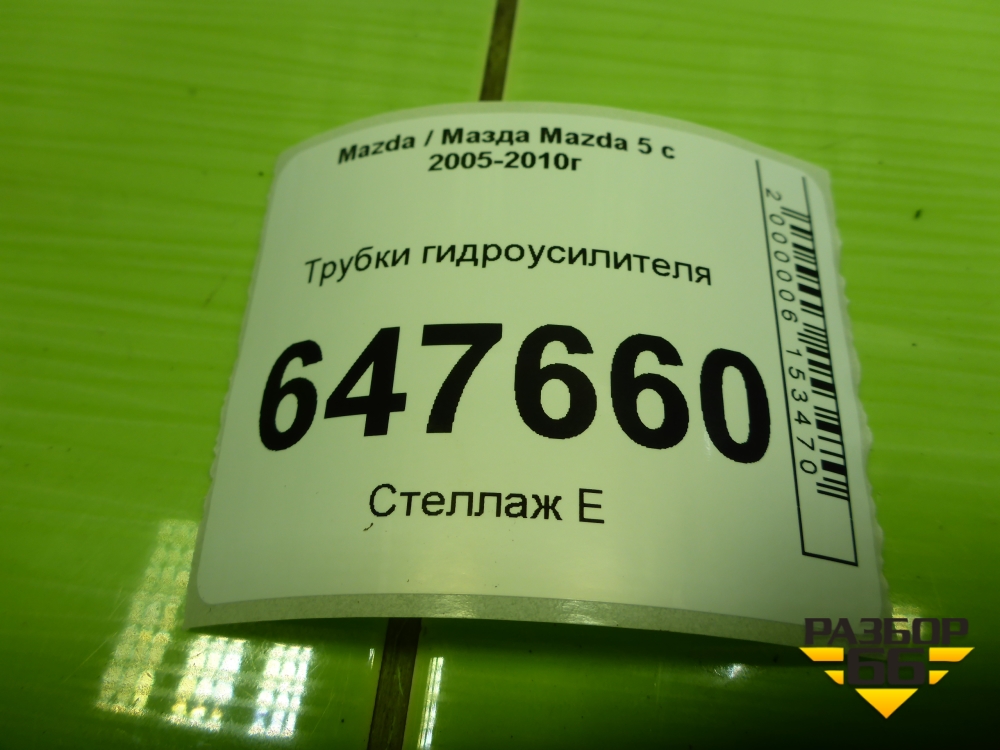 Mazda / Мазда Mazda 5 с
2005-2010г
Трубки гидроусилителя
647660
Стеллаж Е
2000006153470
РАЗБОР
66